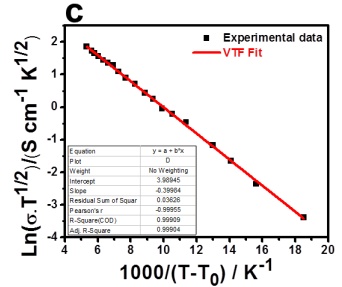 C
Experimental data
VTF Fit
2
1
0
-1
-2
-3
-4
Ln(σ.T^1/2)/(S cm^-1 K^1/2)
Equation y = a + b*x
Plot D
Weight No Weighting
Intercept 3.98945
Slope -0.39984
Residual Sum of Squar 0.03626
Pearson's r -0.99955
R-Square(COD) 0.99909
Adj. R-Square 0.99904
4 6 8 10 12 14 16 18 20
1000/(T-T0) / K^-1